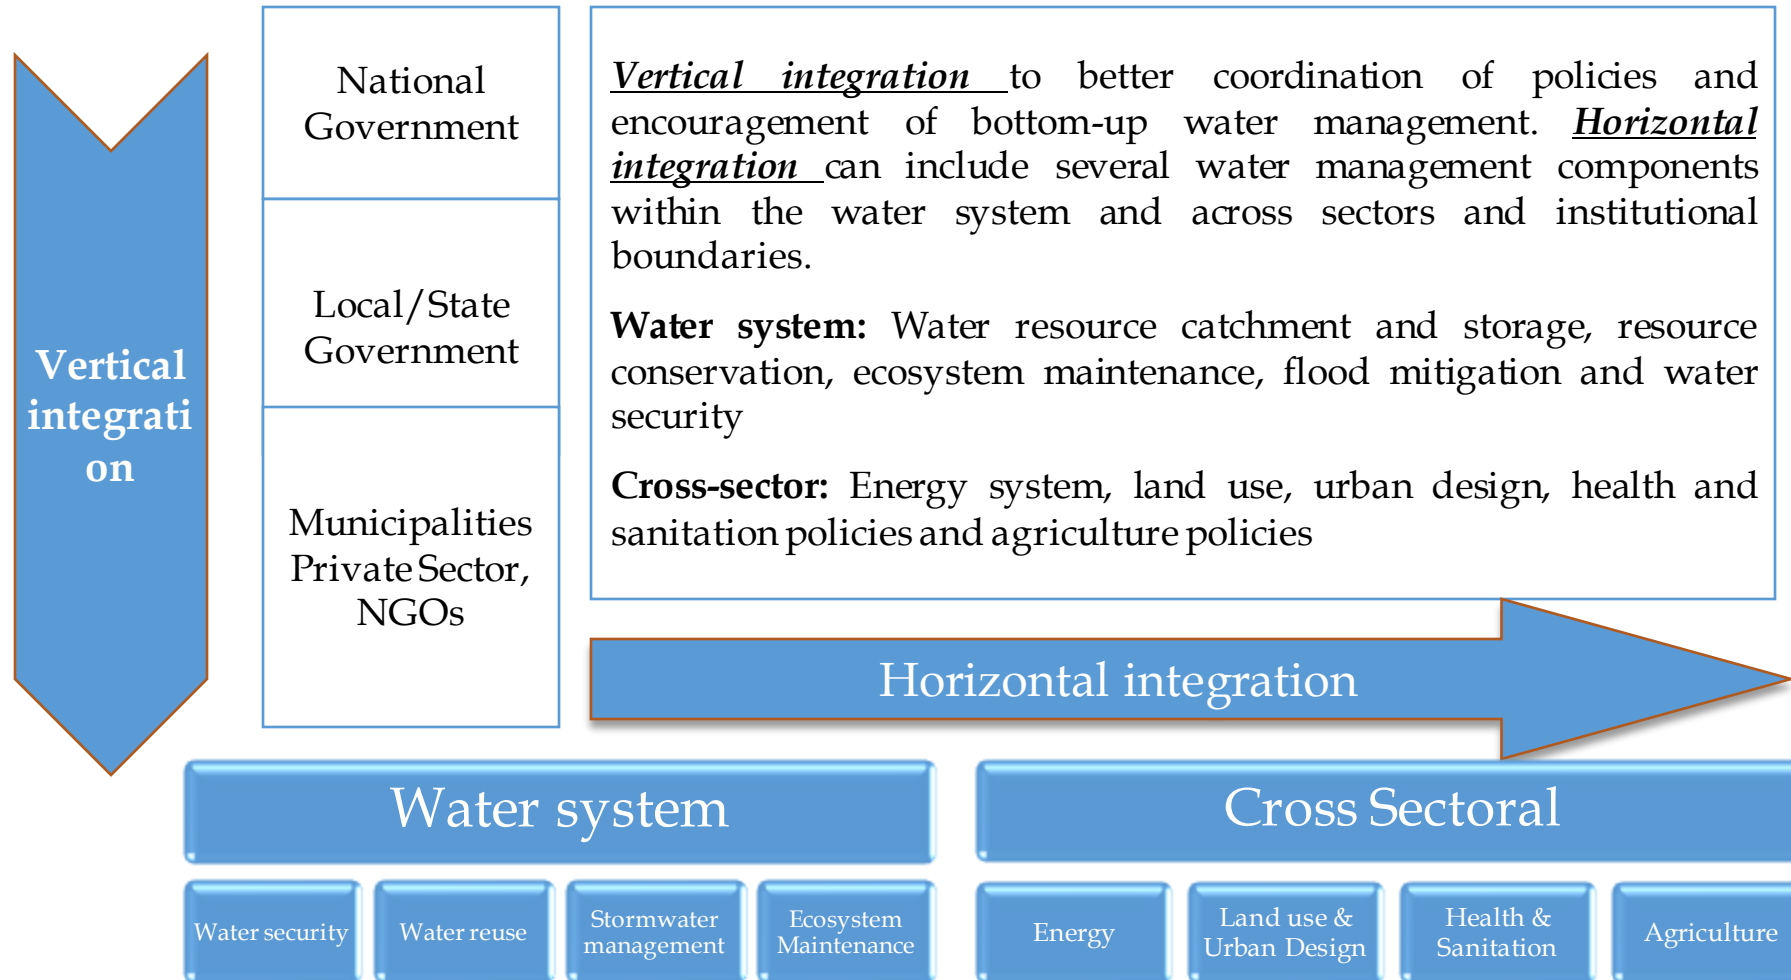 Vertical
integrati
on
National
Government
Local/State
Government
Municipalities
Private Sector,
NGOs
Vertical integration to better coordination of policies and
encouragement of bottom-up water management. Horizontal
integration can include several water management components
within the water system and across sectors and institutional
boundaries.
Water system: Water resource catchment and storage, resource
conservation, ecosystem maintenance, flood mitigation and water
security
Cross-sector: Energy system, land use, urban design, health and
sanitation policies and agriculture policies
Horizontal integration
Water system
Cross Sectoral
Water security
Water reuse
Stormwater
management
Ecosystem
Maintenance
Energy
Land use &
Urban Design
Health &
Sanitation
Agriculture